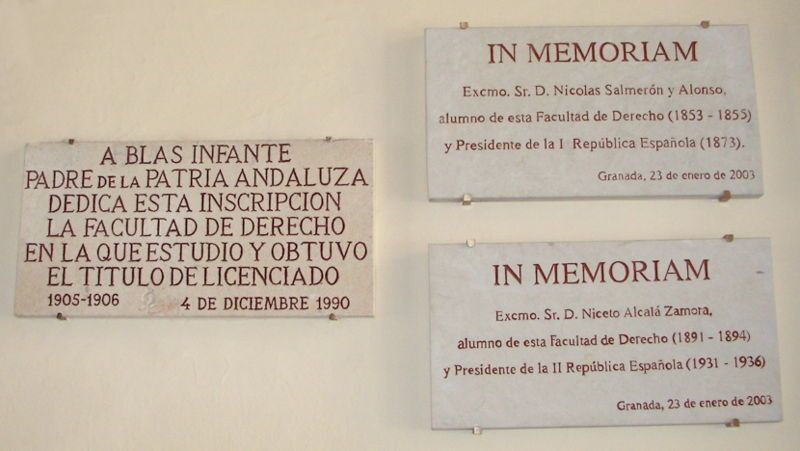 A BLAS INFANTE
PADRE DE LA PATRIA ANDALUZA
DEDICA ESTA INSCRIPCION
LA FACULTAD DE DERECHO
EN LA QUE ESTUDIO Y OBTUVO
EL TITULO DE LICENCIADO
1905-1906 4 DE DICIEMBRE 1990
IN MEMORIAM
Excmo. Sr. D. Nicolas Salmerón y Alonso,
alumno de esta Facultad de Derecho (1853 - 1855)
y Presidente de la I República Española (1873).
Granada, 23 de enero de 2003
IN MEMORIAM
Excmo. Sr. D. Niceto Alcalá Zamora,
alumno de esta Facultad de Derecho (1891 - 1894)
y Presidente de la II República Española (1931 - 1936)
Granada, 23 de enero de 2003